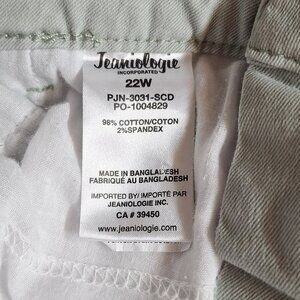 Jeaniologie
INCORPORATED
22W
PJN-3031-SCD
PO-1004829
98% COTTON/COTON
2%SPANDEX
MADE IN BANGLADESH
FABRIQUÉ AU BANGLADESH
IMPORTED BY/ IMPORTÉ PAR
JEANIOLOGIE INC.
CA # 39450
www.jeaniologie.com